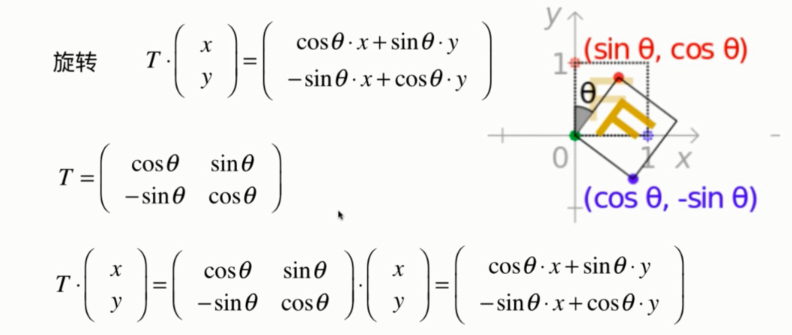 旋转 T · ( x y ) = ( cosθ · x + sinθ · y −sinθ · x + cosθ · y )
y 1 (sin θ, cos θ)
θ
0 1 x
(cos θ, -sin θ)
T = ( cosθ sinθ −sinθ cosθ )
T · ( x y ) = ( cosθ sinθ −sinθ cosθ ) · ( x y ) = ( cosθ · x + sinθ · y −sinθ · x + cosθ · y )